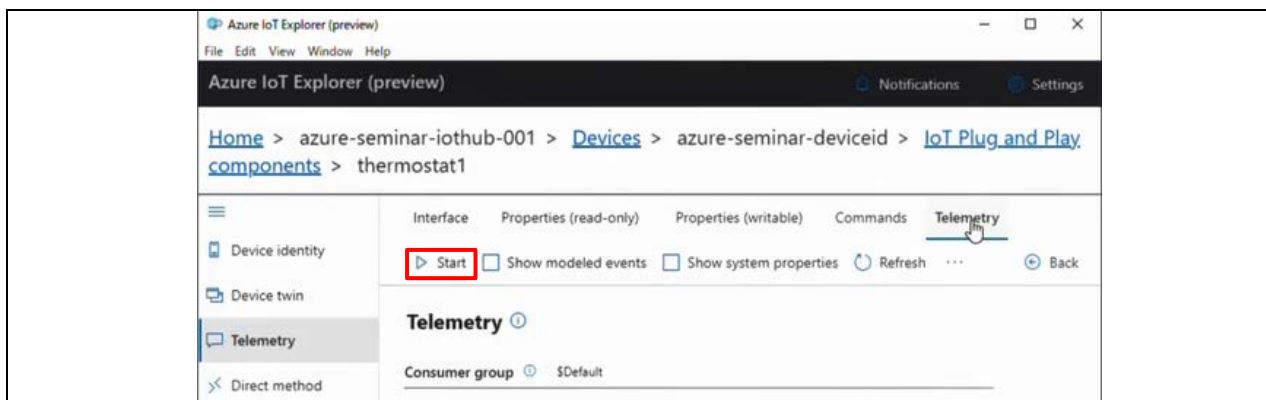 Azure IoT Explorer (preview)
File Edit View Window Help
Azure IoT Explorer (preview) Notifications Settings
Home > azure-seminar-iothub-001 > Devices > azure-seminar-deviceid > IoT Plug and Play
components > thermostat1
Interface Properties (read-only) Properties (writable) Commands Telemetry
Device identity
Start Show modeled events Show system properties Refresh ... Back
Device twin
Telemetry
Telemetry
Consumer group $Default
Direct method